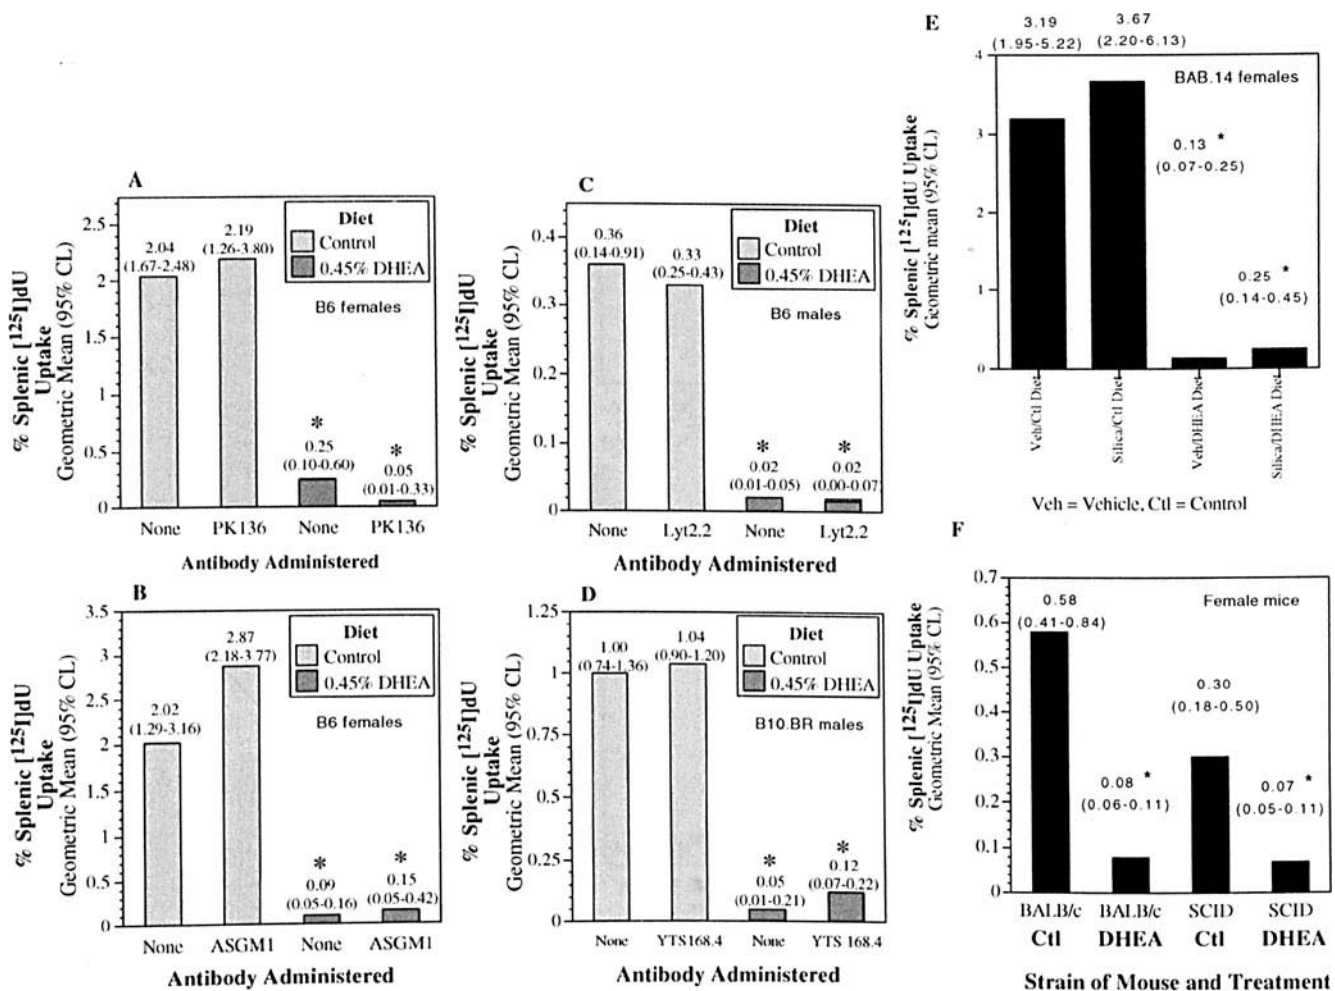 A
% Splenic [125I]dU
Uptake
Geometric Mean (95% CL)
2.5
2
1.5
1
0.5
0
2.04
(1.67-2.48)
2.19
(1.26-3.80)
Diet
Control
0.45% DHEA
B6 females
*
0.25
(0.10-0.60)
*
0.05
(0.01-0.33)
None PK136 None PK136
Antibody Administered
B
% Splenic [125I]dU
Uptake
Geometric Mean (95% CL)
3.5
3
2.5
2
1.5
1
0.5
0
2.02
(1.29-3.16)
2.87
(2.18-3.77)
Diet
Control
0.45% DHEA
B6 females
*
0.09
(0.05-0.16)
*
0.15
(0.05-0.42)
None ASGM1 None ASGM1
Antibody Administered
C
% Splenic [125I]dU
Uptake
Geometric Mean (95% CL)
0.4
0.3
0.2
0.1
0
0.36
(0.14-0.91)
0.33
(0.25-0.43)
Diet
Control
0.45% DHEA
B6 males
*
0.02
(0.01-0.05)
*
0.02
(0.00-0.07)
None Lyt2.2 None Lyt2.2
Antibody Administered
D
% Splenic [125I]dU
Uptake
Geometric Mean (95% CL)
1.25
1
0.75
0.5
0.25
0
1.00
(0.74-1.36)
1.04
(0.90-1.20)
Diet
Control
0.45% DHEA
B10.BR males
*
0.05
(0.01-0.21)
*
0.12
(0.07-0.22)
None YTS168.4 None YTS 168.4
Antibody Administered
E
% Splenic [125I]dU Uptake
Geometric mean (95% CL)
4
3
2
1
0
3.19
(1.95-5.22)
3.67
(2.20-6.13)
BAB.14 females
0.13 *
(0.07-0.25)
0.25 *
(0.14-0.45)
Veh/Ctl Diet
Silica/Ctl Diet
Veh/DHEA Diet
Silica/DHEA Diet
Veh = Vehicle, Ctl = Control
F
% Splenic [125I]dU Uptake
Geometric Mean (95% CL)
0.7
0.6
0.5
0.4
0.3
0.2
0.1
0
0.58
(0.41-0.84)
Female mice
0.30
(0.18-0.50)
0.08 *
(0.06-0.11)
0.07 *
(0.05-0.11)
BALB/c BALB/c SCID SCID
Ctl DHEA Ctl DHEA
Strain of Mouse and Treatment